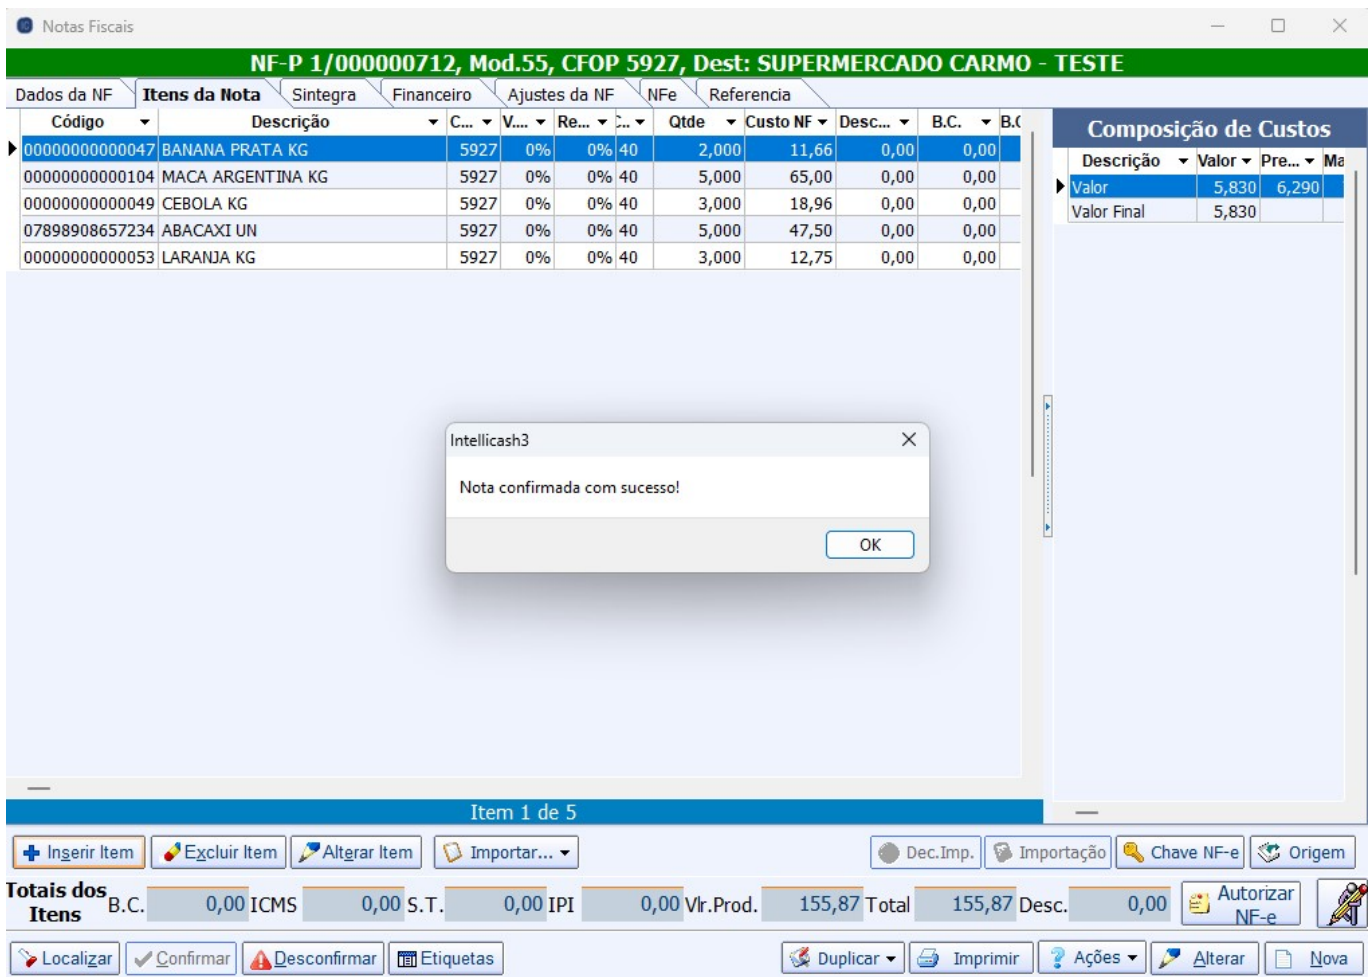 Notas Fiscais
NF-P 1/000000712, Mod.55, CFOP 5927, Dest: SUPERMERCADO CARMO - TESTE
Dados da NF Itens da Nota Sintegra Financeiro Ajustes da NF NFe Referencia
Código Descrição C... V.... Re... C... Qtde Custo NF Desc... B.C. B.C
00000000000047 BANANA PRATA KG 5927 0% 0% 40 2,000 11,66 0,00 0,00
00000000000104 MACA ARGENTINA KG 5927 0% 0% 40 5,000 65,00 0,00 0,00
00000000000049 CEBOLA KG 5927 0% 0% 40 3,000 18,96 0,00 0,00
07898908657234 ABACAXI UN 5927 0% 0% 40 5,000 47,50 0,00 0,00
00000000000053 LARANJA KG 5927 0% 0% 40 3,000 12,75 0,00 0,00
Composição de Custos
Descrição Valor Pre... Ma
Valor 5,830 6,290
Valor Final 5,830
Intellicash3
Nota confirmada com sucesso!
OK
Item 1 de 5
Inserir Item Excluir Item Alterar Item Importar... Dec.Imp. Importação Chave NF-e Origem
Totais dos Itens B.C. 0,00 ICMS 0,00 S.T. 0,00 IPI 0,00 Vlr.Prod. 155,87 Total 155,87 Desc. 0,00 Autorizar NF-e
Localizar Confirmar Desconfirmar Etiquetas Duplicar Imprimir Ações Alterar Nova